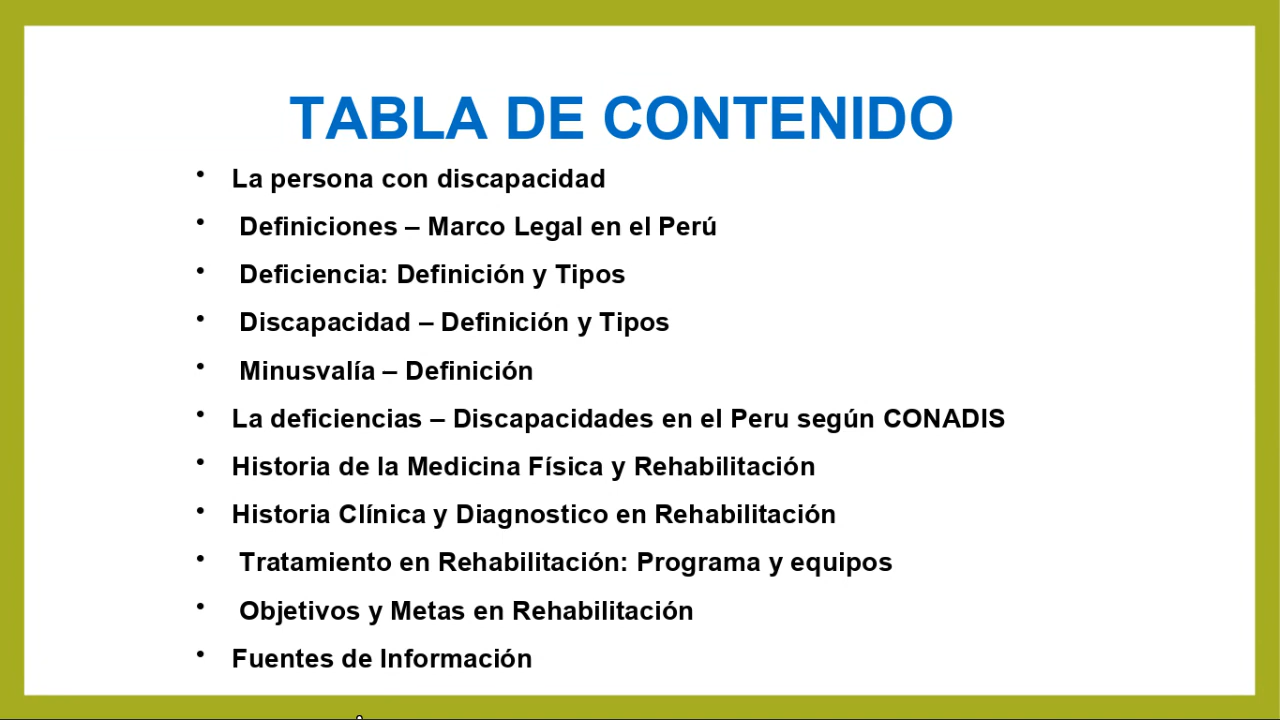 TABLA DE CONTENIDO
• La persona con discapacidad
• Definiciones – Marco Legal en el Perú
• Deficiencia: Definición y Tipos
• Discapacidad – Definición y Tipos
• Minusvalía – Definición
• La deficiencias – Discapacidades en el Peru según CONADIS
• Historia de la Medicina Física y Rehabilitación
• Historia Clínica y Diagnostico en Rehabilitación
• Tratamiento en Rehabilitación: Programa y equipos
• Objetivos y Metas en Rehabilitación
• Fuentes de Información